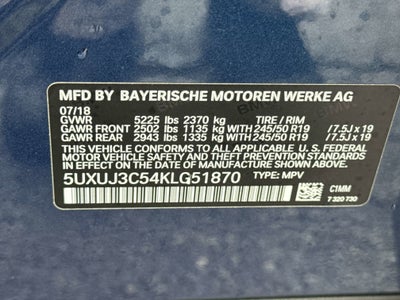 MFD BY BAYERISCHE MOTOREN WERKE AG
07/18
GVWR 5225 lbs 2370 kg TIRE / RIM
GAWR FRONT 2502 lbs 1135 kg WITH 245/50 R19 / 7.5J x 19
GAWR REAR 2943 lbs 1335 kg WITH 245/50 R19 / 7.5J x 19
THIS VEHICLE CONFORMS TO ALL APPLICABLE U. S. FEDERAL
MOTOR VEHICLE SAFETY STANDARDS IN EFFECT ON THE
DATE OF MANUFACTURE SHOWN ABOVE.
5UXUJ3C54KLG51870 TYPE: MPV
C1MM
7 320 730